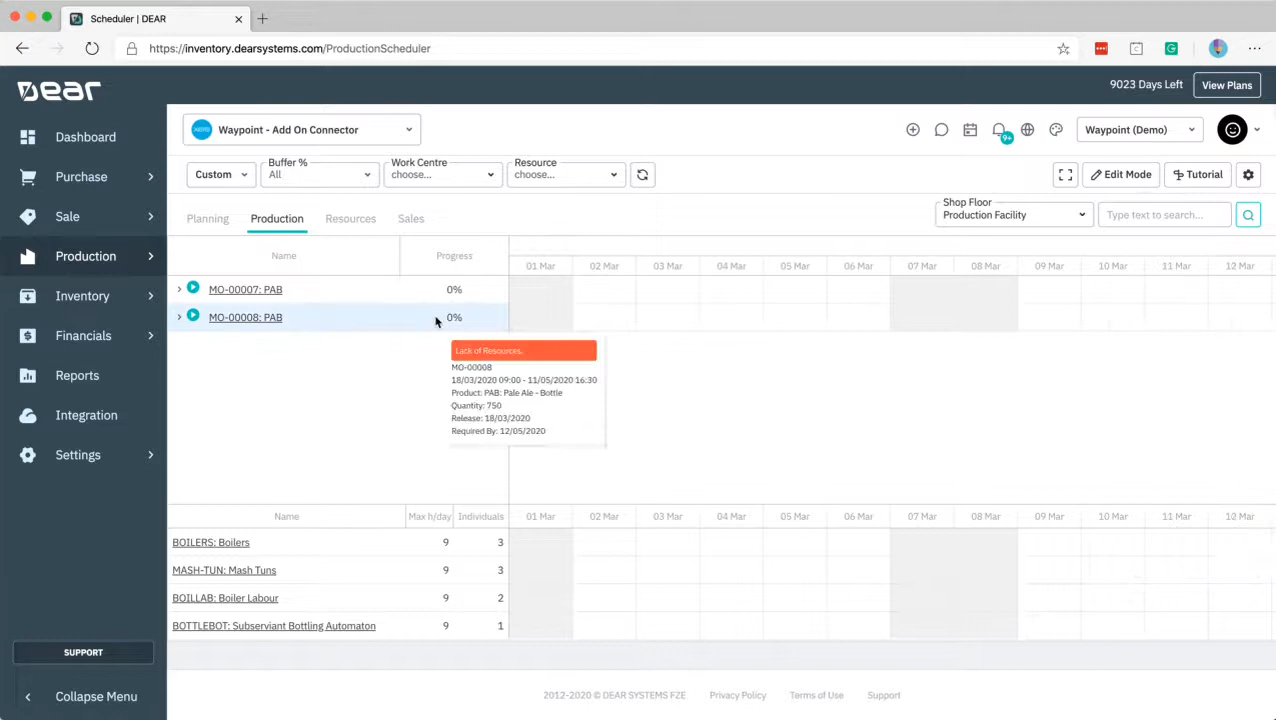 Scheduler | DEAR
https://inventory.dearsystems.com/ProductionScheduler
DEAR
9023 Days Left
View Plans
Dashboard
Purchase
Sale
Production
Inventory
Financials
Reports
Integration
Settings
SUPPORT
Collapse Menu
xero
Waypoint - Add On Connector
9+
Waypoint (Demo)
Custom
Buffer %
All
Work Centre
choose...
Resource
choose...
Edit Mode
Tutorial
Planning
Production
Resources
Sales
Shop Floor
Production Facility
Type text to search...
Name Progress 01 Mar 02 Mar 03 Mar 04 Mar 05 Mar 06 Mar 07 Mar 08 Mar 09 Mar 10 Mar 11 Mar 12 Mar
MO-00007: PAB 0%
MO-00008: PAB 0%
Lack of Resources.
MO-00008
18/03/2020 09:00 - 11/05/2020 16:30
Product: PAB: Pale Ale - Bottle
Quantity: 750
Release: 18/03/2020
Required By: 12/05/2020
Name Max h/day Individuals 01 Mar 02 Mar 03 Mar 04 Mar 05 Mar 06 Mar 07 Mar 08 Mar 09 Mar 10 Mar 11 Mar 12 Mar
BOILERS: Boilers 9 3
MASH-TUN: Mash Tuns 9 3
BOILLAB: Boiler Labour 9 2
BOTTLEBOT: Subserviant Bottling Automaton 9 1
2012-2020 © DEAR SYSTEMS FZE Privacy Policy Terms of Use Support